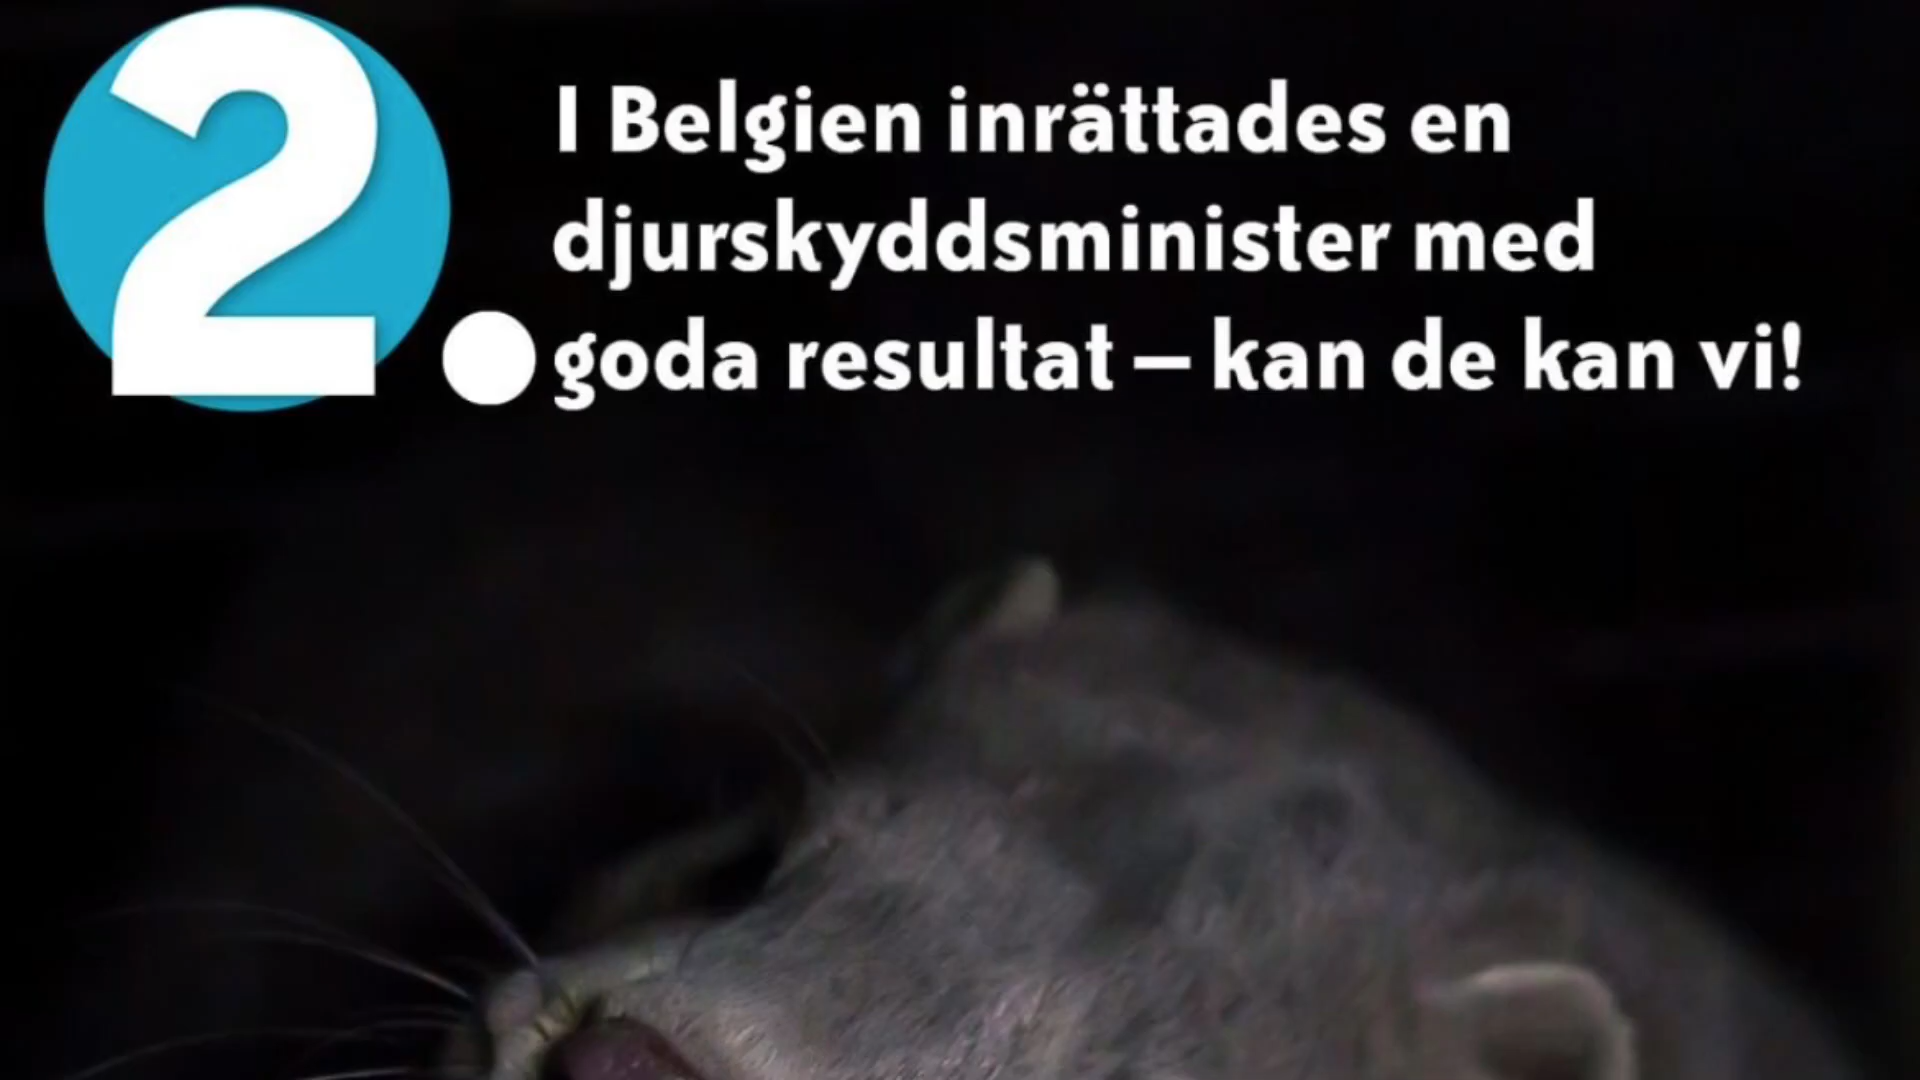 2.
I Belgien inrättades en
djurskyddsminister med
goda resultat – kan de kan vi!